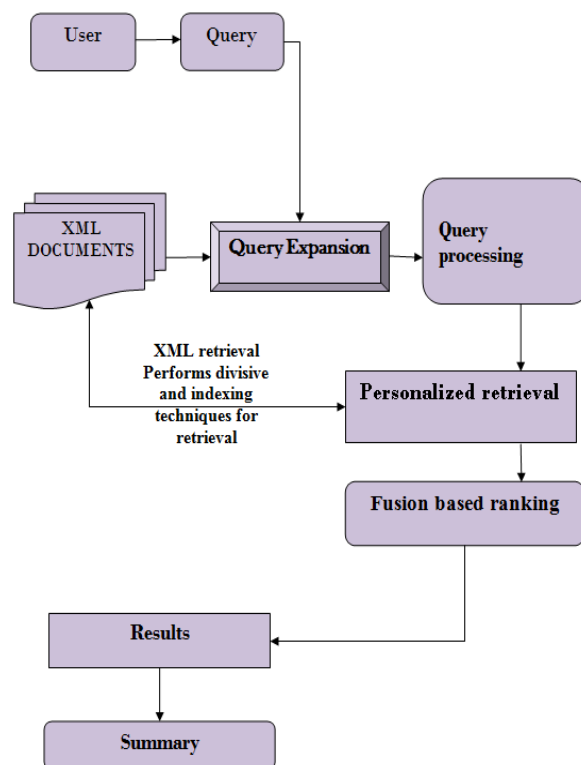 User
Query
XML
DOCUMENTS
Query Expansion
Query
processing
XML retrieval
Performs divisive
and indexing
techniques for
retrieval
Personalized retrieval
Fusion based ranking
Results
Summary